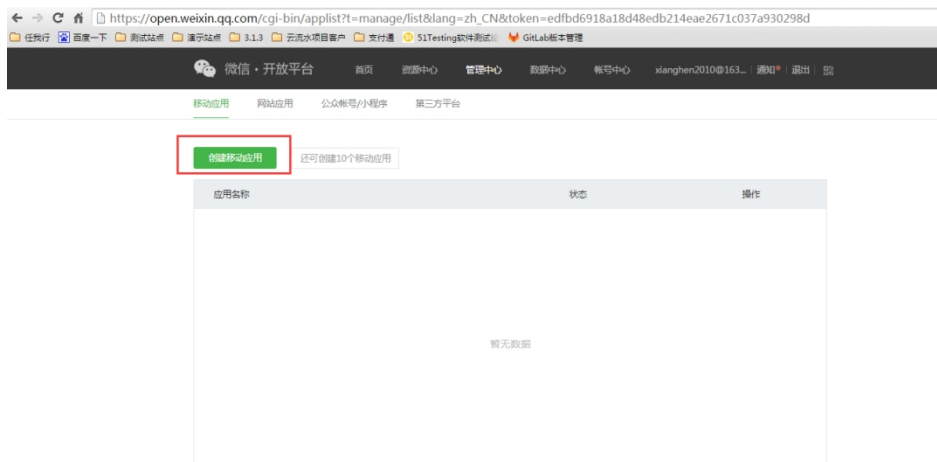 https://open.weixin.qq.com/cgi-bin/applist?t=manage/list&lang=zh_CN&token=edfbd6918a18d48edb214eae2671c037a930298d
任我行 百度一下 测试站点 演示站点 3.1.3 云流水项目客户 支付通 51Testing软件测试论 GitLab版本管理
微信·开放平台 首页 资源中心 管理中心 数据中心 帐号中心 xianghen2010@163... 通知 退出
移动应用 网站应用 公众帐号/小程序 第三方平台
创建移动应用 还可创建10个移动应用
应用名称 状态 操作
暂无数据